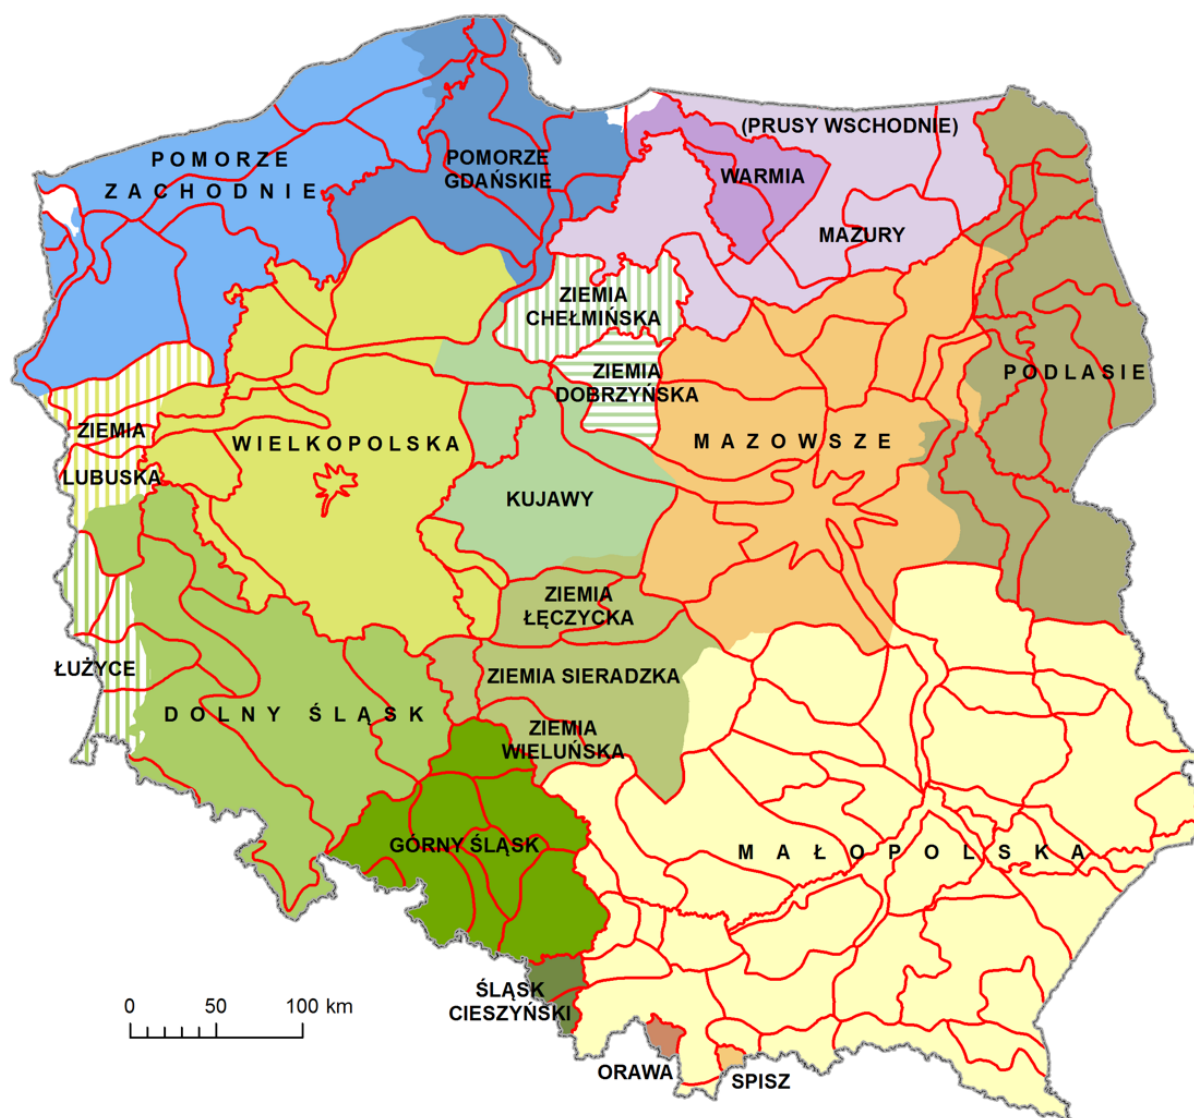 (PRUSY WSCHODNIE)
POMORZE
ZACHODNIE
POMORZE
GDAŃSKIE
WARMIA
MAZURY
ZIEMIA
CHEŁMIŃSKA
ZIEMIA
DOBRZYŃSKA
PODLASIE
ZIEMIA
LUBUSKA
WIELKOPOLSKA
MAZOWSZE
KUJAWY
ZIEMIA
ŁĘCZYCKA
ŁUŻYCE
ZIEMIA SIERADZKA
DOLNY ŚLĄSK
ZIEMIA
WIELUŃSKA
GÓRNY ŚLĄSK
MAŁOPOLSKA
ŚLĄSK
CIESZYŃSKI
0 50 100 km
ORAWA
SPISZ